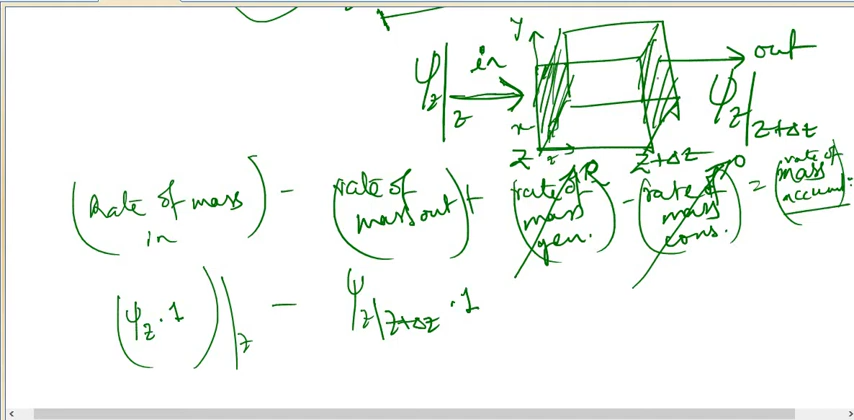 y
in
out
ψz|z
ψz|z+Δz
x
z
z
z+Δz
(Rate of mass in) - (rate of mass out) + (rate of mass gen.) - (rate of mass cons.) = (rate of mass accum.)
0
(ψz · 1)|z - ψz|z+Δz · 1